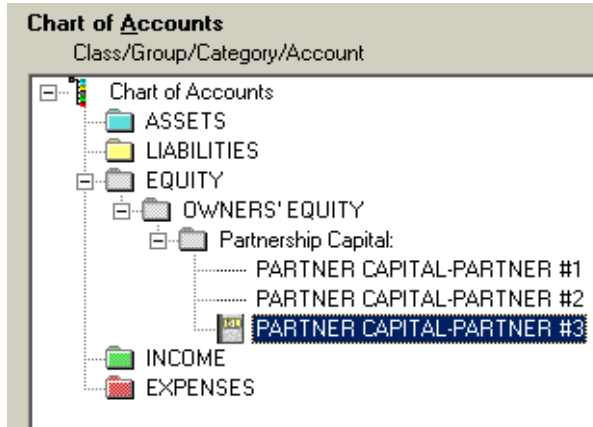 Chart of Accounts
Class/Group/Category/Account
Chart of Accounts
ASSETS
LIABILITIES
EQUITY
OWNERS' EQUITY
Partnership Capital:
PARTNER CAPITAL-PARTNER #1
PARTNER CAPITAL-PARTNER #2
PARTNER CAPITAL-PARTNER #3
INCOME
EXPENSES